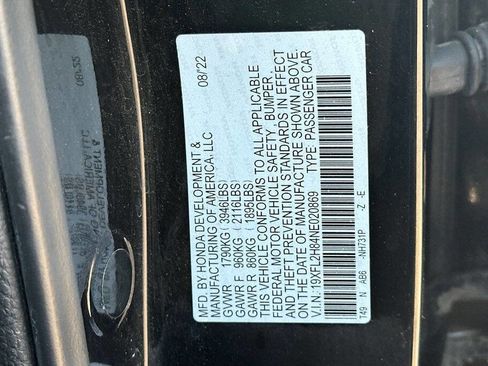 MFD. BY HONDA DEVELOPMENT & 08/22
MANUFACTURING OF AMERICA, LLC
GVWR 1790KG (3946LBS)
GAWR F 960KG (2116LBS)
GAWR R 860KG (1896LBS)
THIS VEHICLE CONFORMS TO ALL APPLICABLE
FEDERAL MOTOR VEHICLE SAFETY, BUMPER,
AND THEFT PREVENTION STANDARDS IN EFFECT
ON THE DATE OF MANUFACTURE SHOWN ABOVE.
V.I.N.:19XFL2H84NE020869 TYPE: PASSENGER CAR
T49 N AB6 -NH731P -Z -E